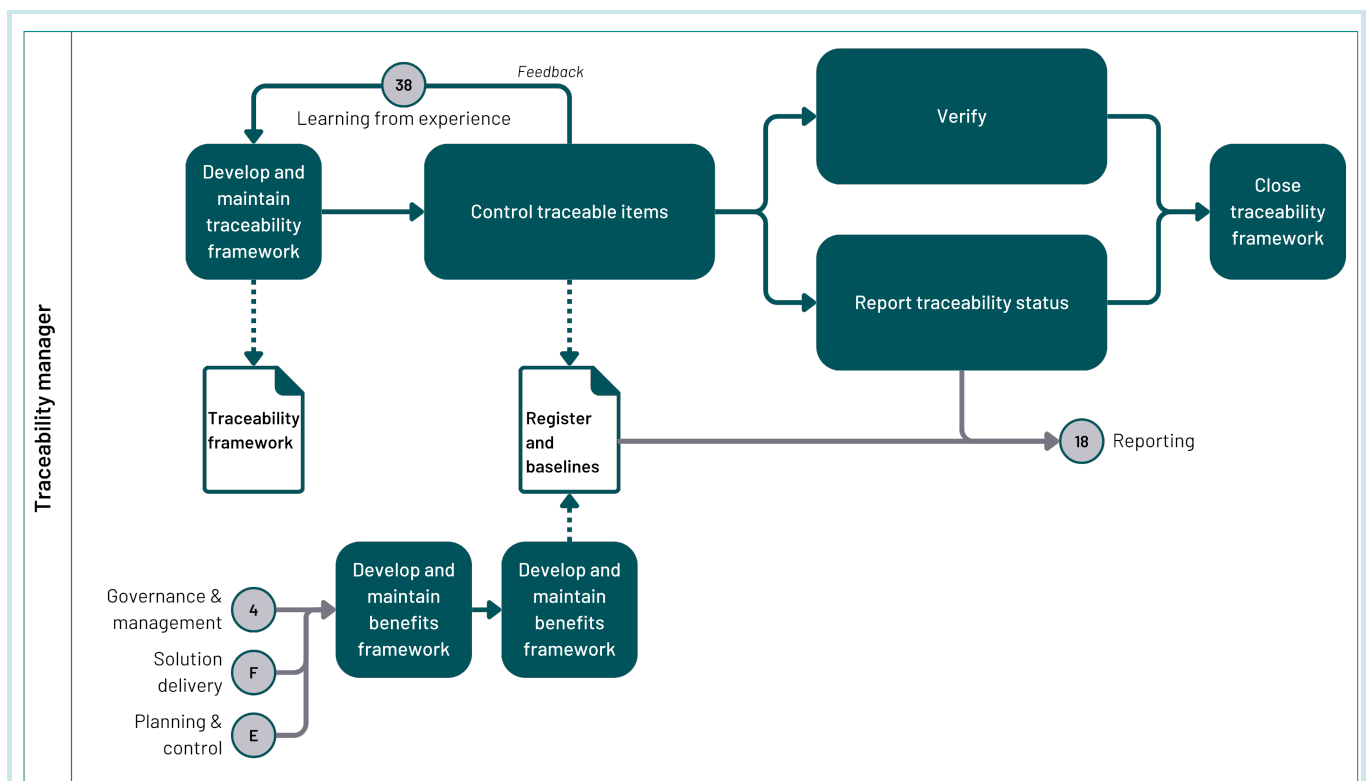 Traceability manager
38
Feedback
Learning from experience
Develop and
maintain
traceability
framework
Control traceable items
Verify
Report traceability status
Close
traceability
framework
Traceability
framework
Register
and
baselines
18
Reporting
Governance &
management
4
Solution
delivery
F
Planning &
control
E
Develop and
maintain
benefits
framework
Develop and
maintain
benefits
framework